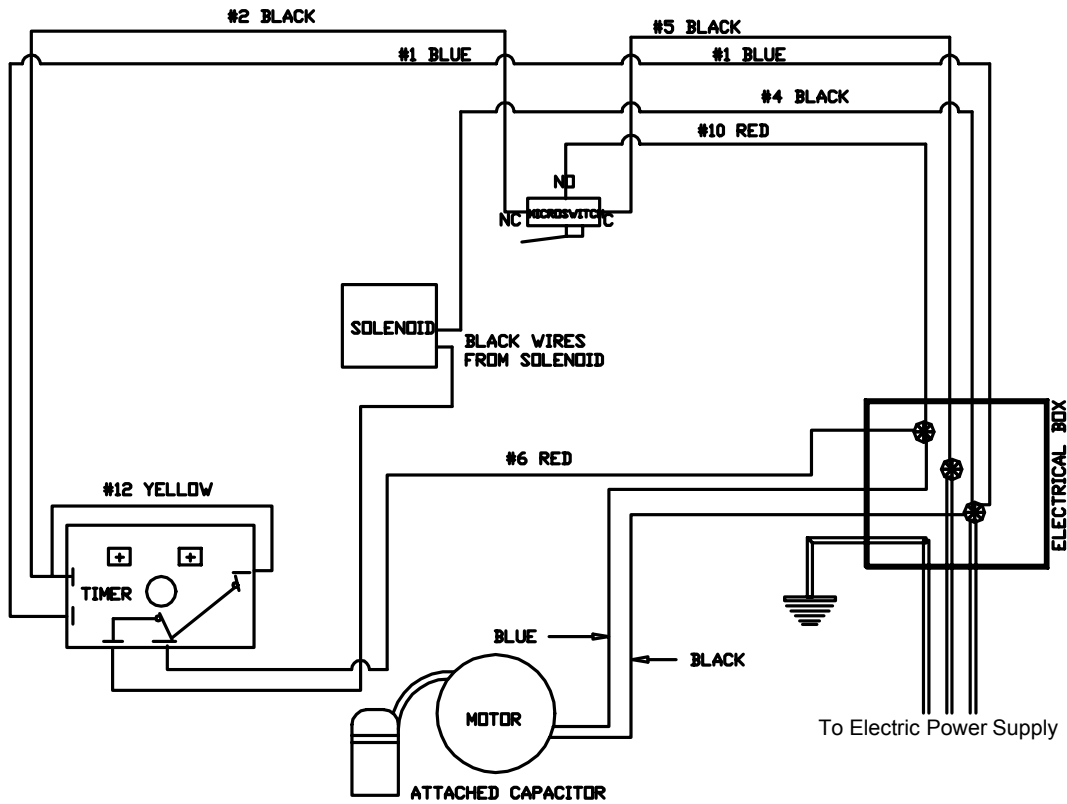 #2 BLACK
#5 BLACK
#1 BLUE
#1 BLUE
#4 BLACK
#10 RED
NO
NC
MICROSWITCH
C
SOLENOID
BLACK WIRES
FROM SOLENOID
ELECTRICAL BOX
#6 RED
#12 YELLOW
+
+
TIMER
BLUE
BLACK
MOTOR
To Electric Power Supply
ATTACHED CAPACITOR